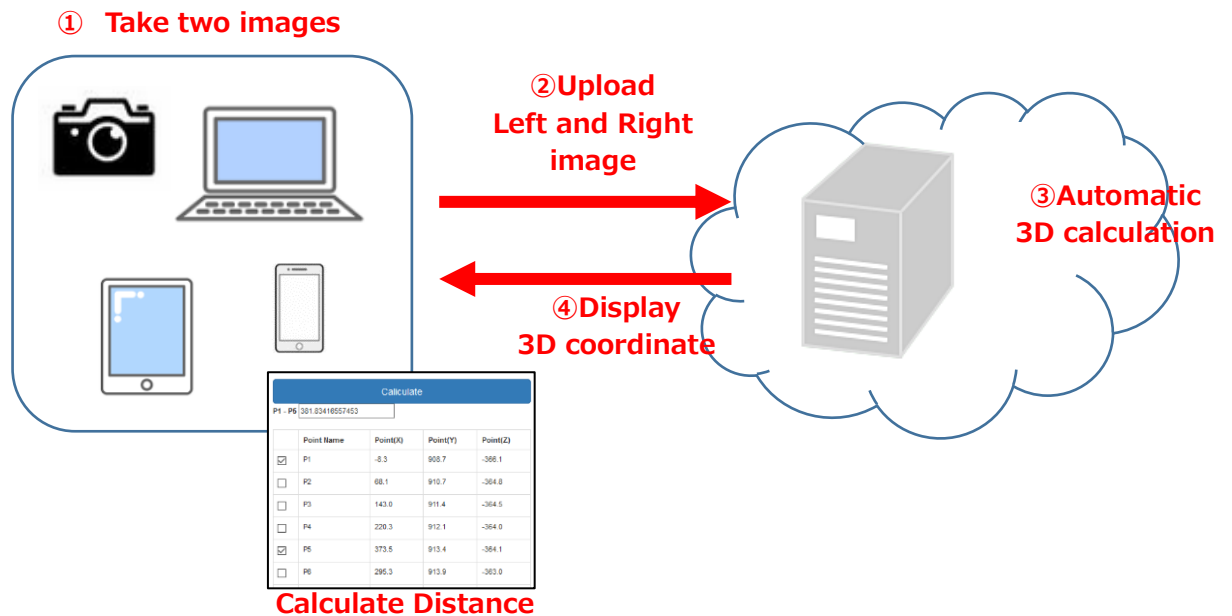 ① Take two images
②Upload
Left and Right
image
③Automatic
3D calculation
④Display
3D coordinate
Caliculate
P1 - P5 381.83416557453
Point Name Point(X) Point(Y) Point(Z)
P1 -8.3 908.7 -366.1
P2 68.1 910.7 -364.8
P3 143.0 911.4 -364.5
P4 220.3 912.1 -364.0
P5 373.5 913.4 -364.1
P6 295.3 913.9 -363.0
Calculate Distance